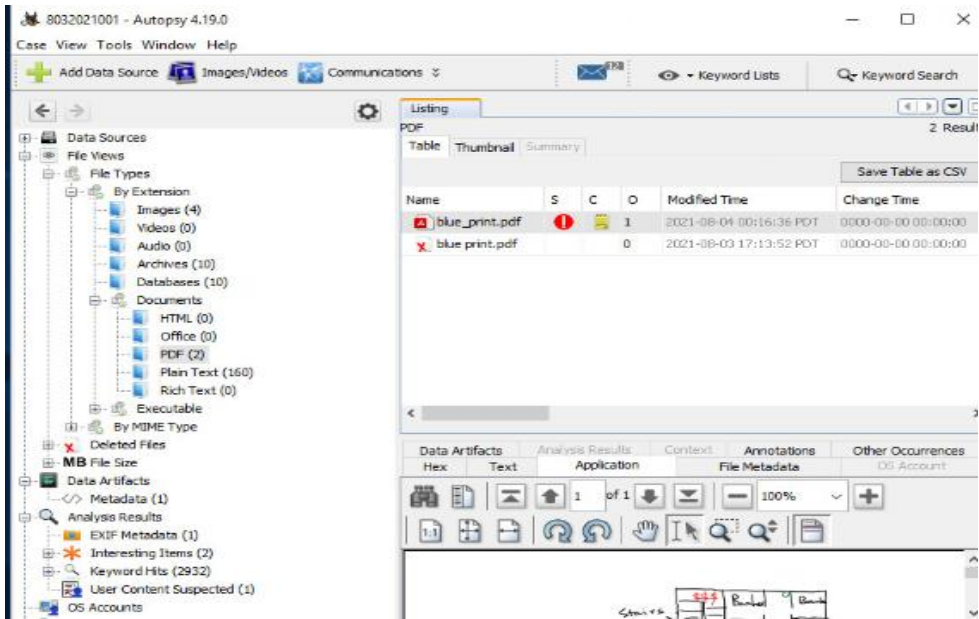 8032021001 - Autopsy 4.19.0
Case View Tools Window Help
Add Data Source Images/Videos Communications Keyword Lists Keyword Search
Listing
PDF 2 Result
Table Thumbnail Summary
Save Table as CSV
Name S C O Modified Time Change Time
blue_print.pdf 1 2021-08-04 00:16:36 PDT 0000-00-00 00:00:00
blue print.pdf 0 2021-08-03 17:13:52 PDT 0000-00-00 00:00:00
Data Sources
File Views
File Types
By Extension
Images (4)
Videos (0)
Audio (0)
Archives (10)
Databases (10)
Documents
HTML (0)
Office (0)
PDF (2)
Plain Text (160)
Rich Text (0)
Executable
By MIME Type
Deleted Files
MB File Size
Data Artifacts
Metadata (1)
Analysis Results
EXIF Metadata (1)
Interesting Items (2)
Keyword Hits (2932)
User Content Suspected (1)
OS Accounts
Data Artifacts Analysis Results Context Annotations Other Occurrences
Hex Text Application File Metadata OS Account
1 of 1 100%
1:1
$$$
Stairs